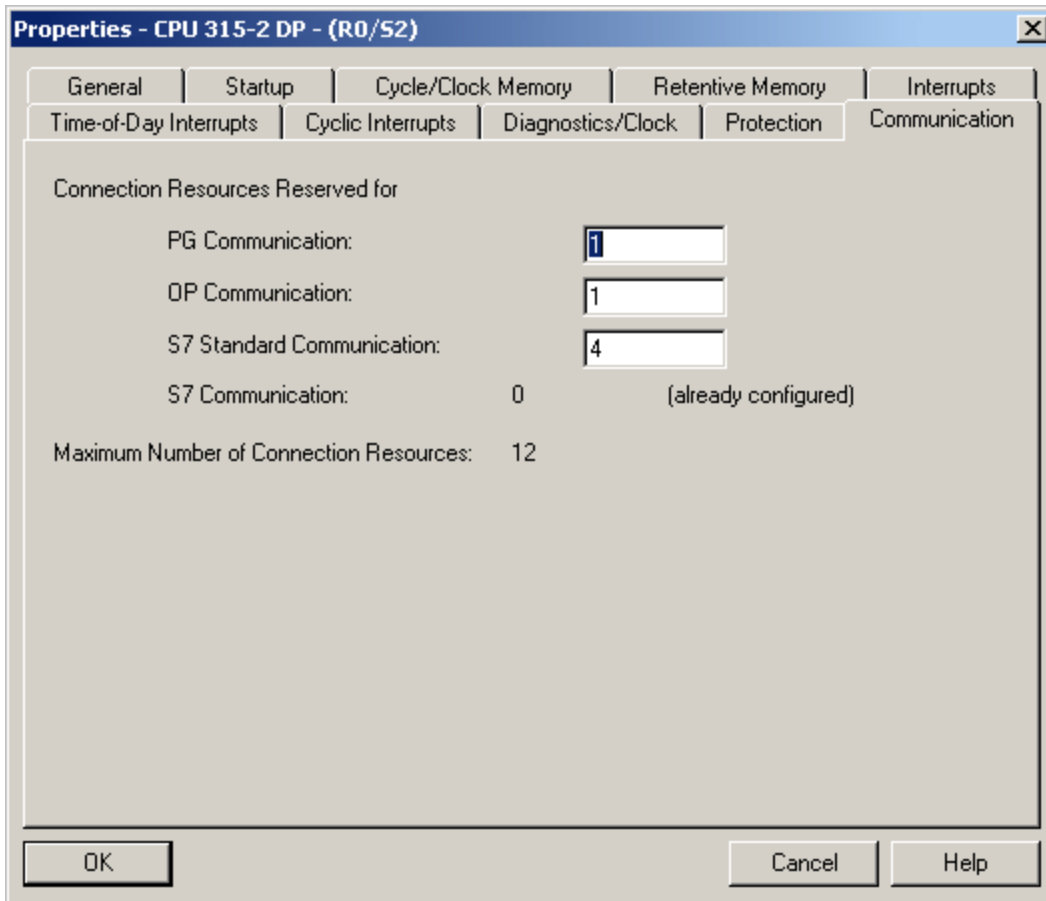 Properties - CPU 315-2 DP - (R0/S2)
General Startup Cycle/Clock Memory Retentive Memory Interrupts
Time-of-Day Interrupts Cyclic Interrupts Diagnostics/Clock Protection Communication
Connection Resources Reserved for
PG Communication: 1
OP Communication: 1
S7 Standard Communication: 4
S7 Communication: 0 (already configured)
Maximum Number of Connection Resources: 12
OK Cancel Help